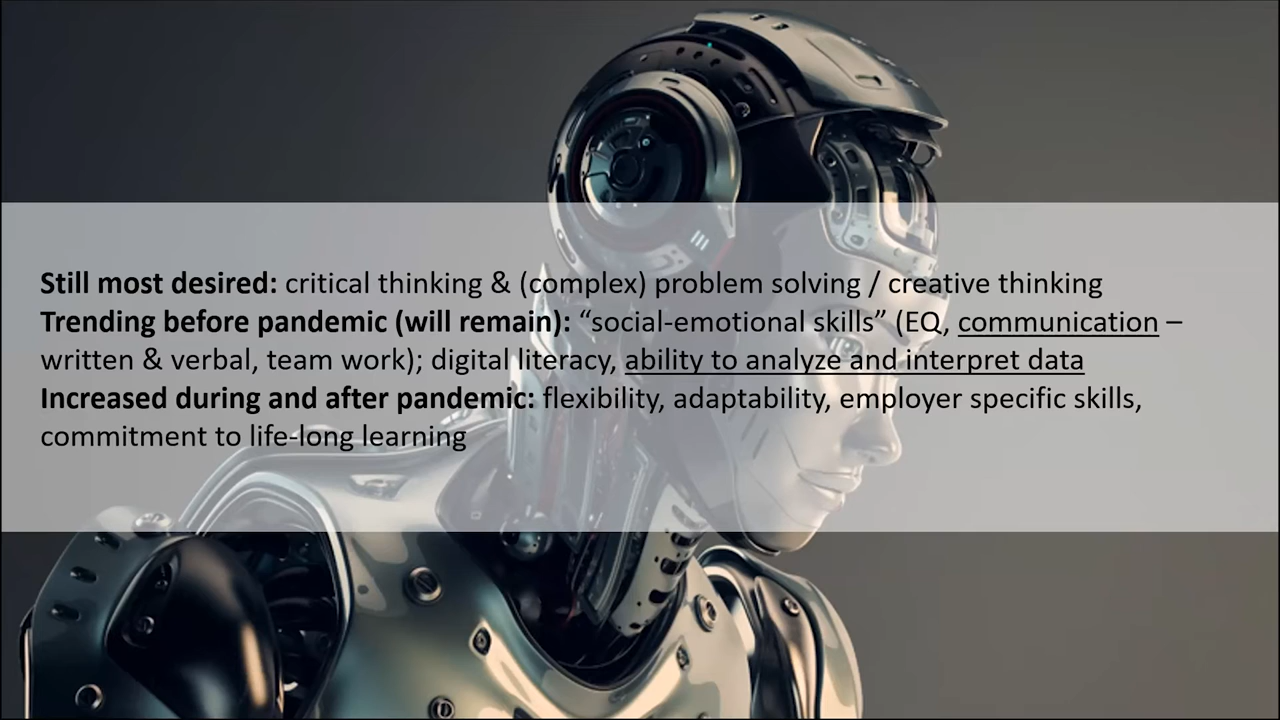 Still most desired: critical thinking & (complex) problem solving / creative thinking
Trending before pandemic (will remain): “social-emotional skills” (EQ, communication –
written & verbal, team work); digital literacy, ability to analyze and interpret data
Increased during and after pandemic: flexibility, adaptability, employer specific skills,
commitment to life-long learning